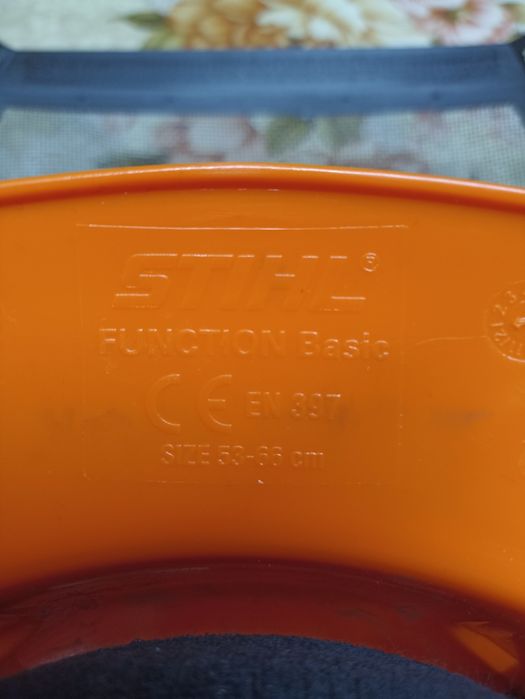 STIHL®
FUNCTION Basic
CE EN 397
SIZE 53-66 cm